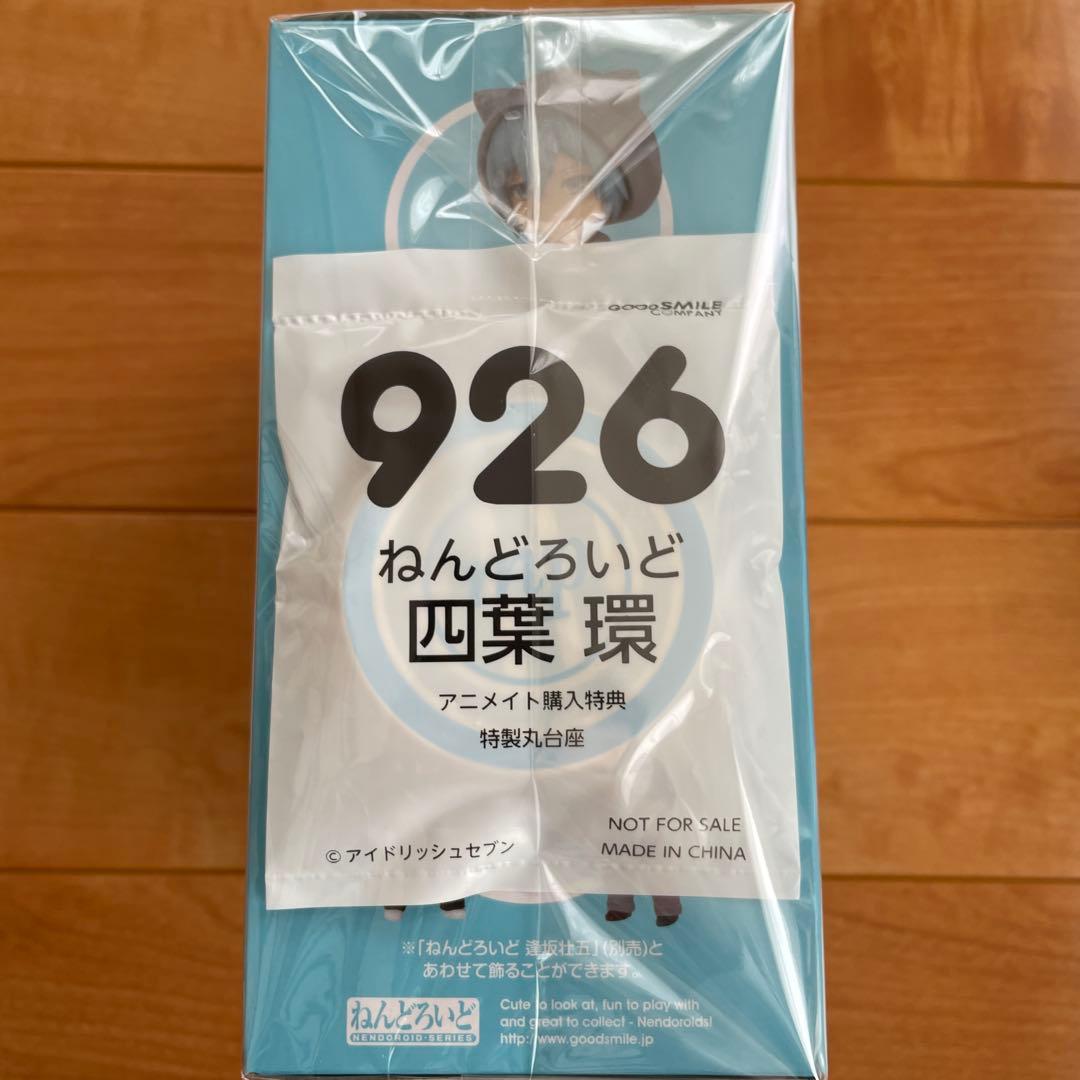 GOOD SMILE
COMPANY
926
ねんどろいど
四葉 環
アニメイト購入特典
特製丸台座
NOT FOR SALE
© アイドリッシュセブン
MADE IN CHINA
※「ねんどろいど 逢坂壮五」(別売)と
あわせて飾ることができます。
ねんどろいど
NENDOROID-SERIES
Cute to look at, fun to play with
and great to collect - Nendoroids!
http://www.goodsmile.jp